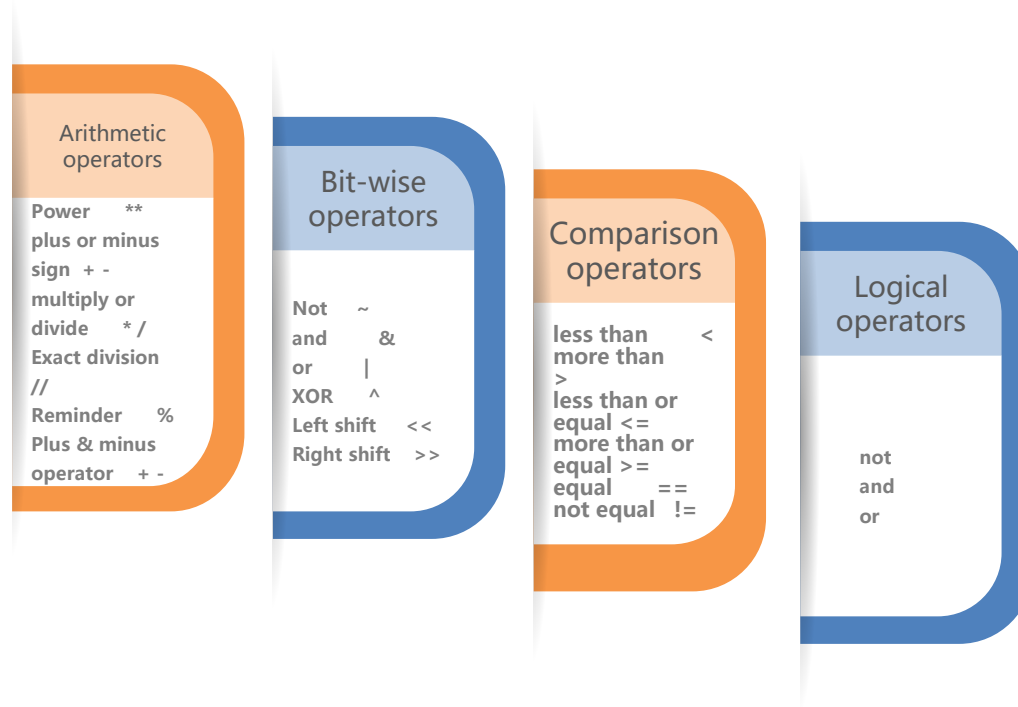 Arithmetic
operators
Power **
plus or minus
sign + -
multiply or
divide * /
Exact division
//
Reminder %
Plus & minus
operator + -
Bit-wise
operators
Not ~
and &
or |
XOR ^
Left shift <<
Right shift >>
Comparison
operators
less than <
more than
>
less than or
equal <=
more than or
equal >=
equal ==
not equal !=
Logical
operators
not
and
or